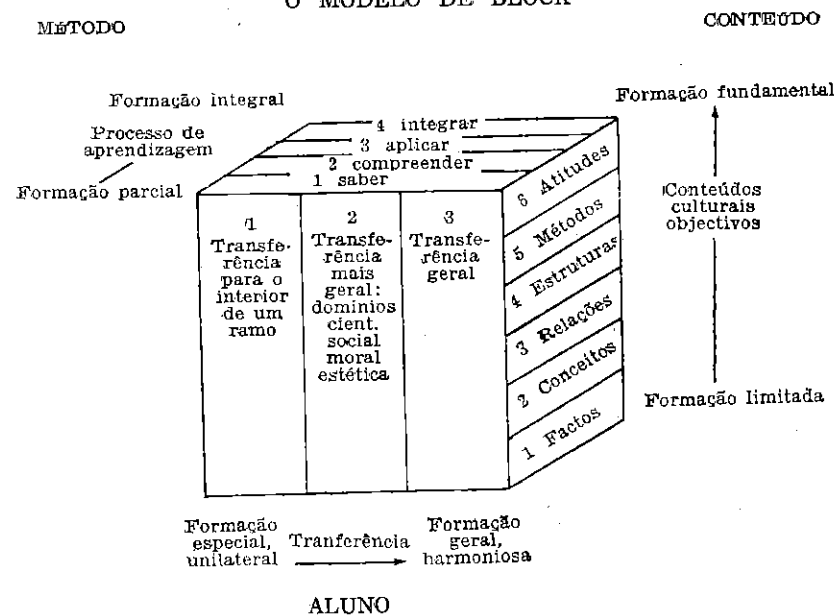 O MODELO DE BLOCK
MÉTODO
CONTEÚDO
Formação integral
Processo de
aprendizagem
Formação parcial
4 integrar
3 aplicar
2 compreender
1 saber
Formação fundamental
Conteúdos
culturais
objectivos
Formação limitada
6 Atitudes
5 Métodos
4 Estruturas
3 Relações
2 Conceitos
1 Factos
1
Transfe-
rência
para o
interior
de um
ramo
2
Transfe-
rência
mais
geral:
domínios
cient.
social
moral
estética
3
Transfe-
rência
geral
Formação
especial,
unilateral
Tranferência
Formação
geral,
harmoniosa
ALUNO